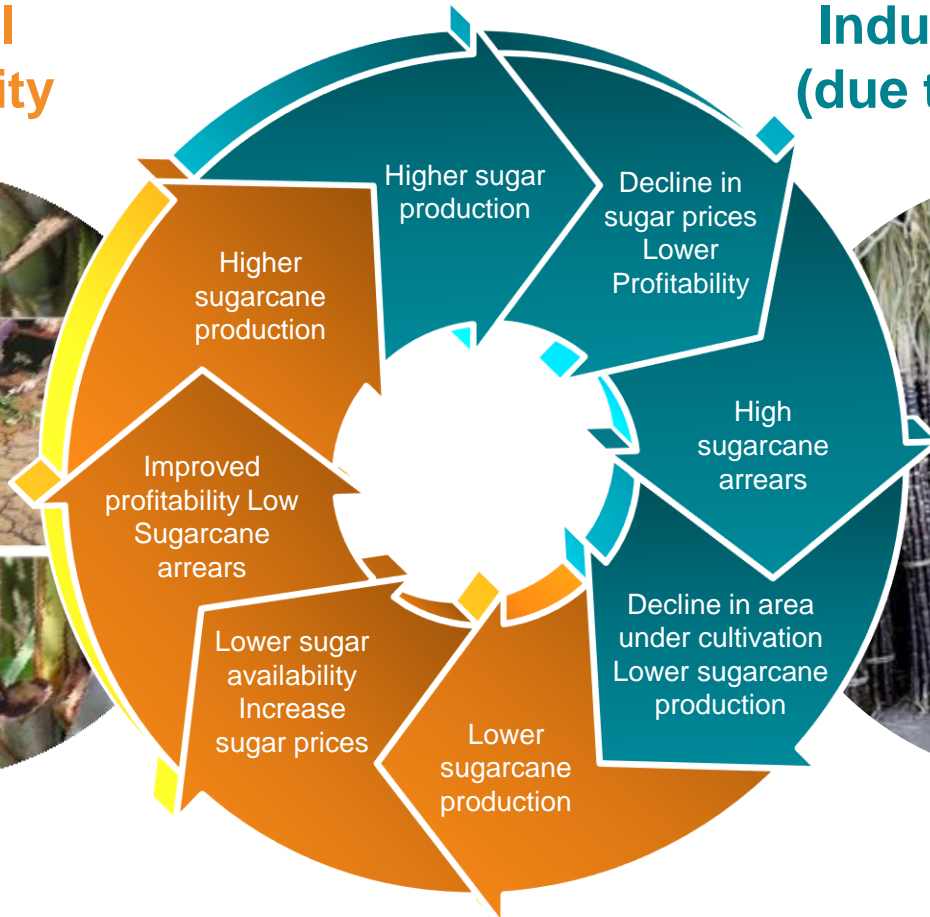 l
ity
Indu
(due t
Higher sugar
production
Decline in
sugar prices
Lower
Profitability
High
sugarcane
arrears
Decline in area
under cultivation
Lower sugarcane
production
Lower
sugarcane
production
Lower sugar
availability
Increase
sugar prices
Improved
profitability Low
Sugarcane
arrears
Higher
sugarcane
production